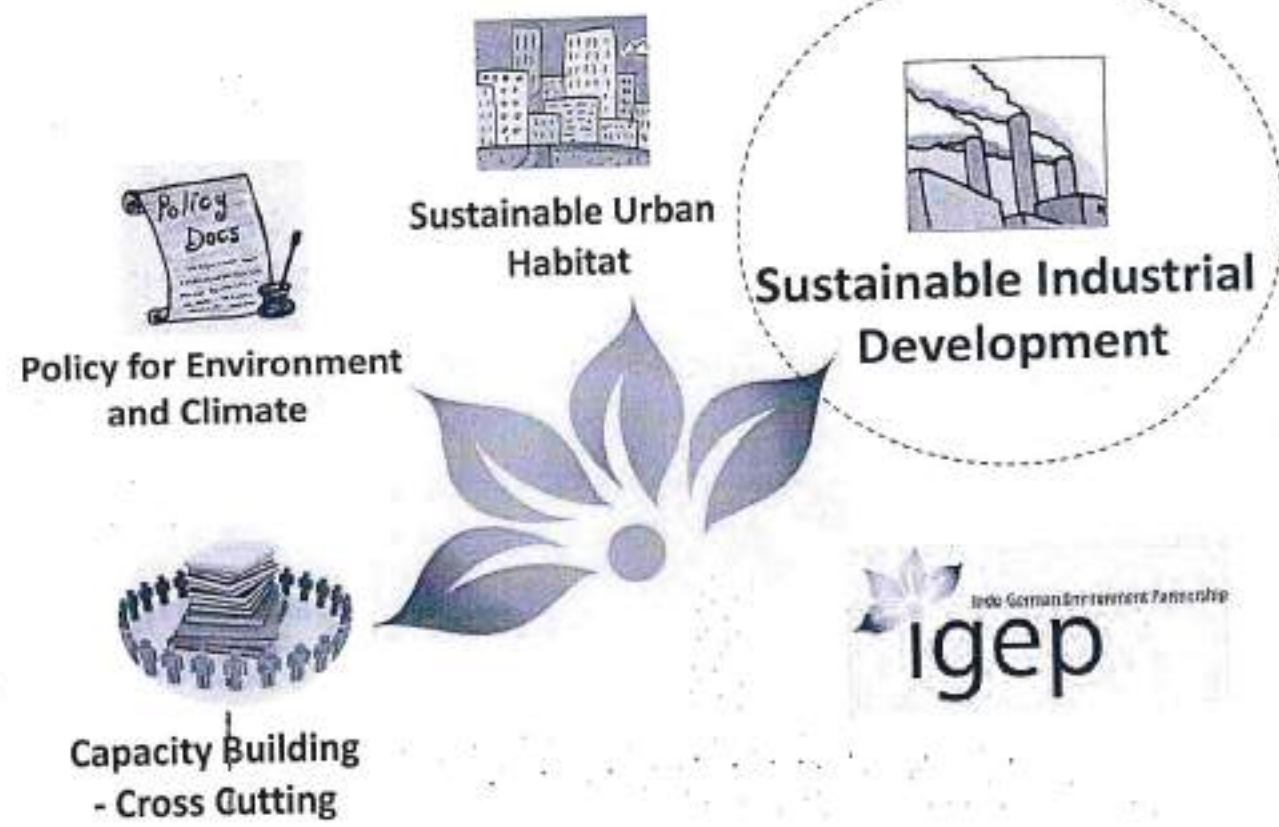 Policy
Docs
Policy for Environment
and Climate
Sustainable Urban
Habitat
Sustainable Industrial
Development
Capacity Building
- Cross Cutting
Indo-German Environment Partnership
igep